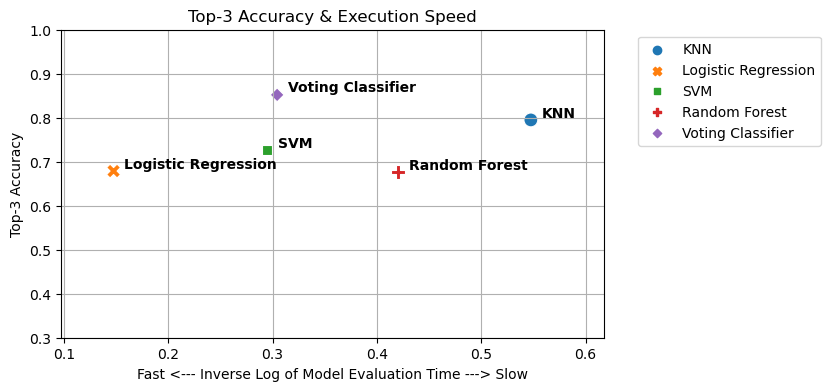 Top-3 Accuracy & Execution Speed
1.0
0.9
0.8
0.7
0.6
0.5
0.4
0.3
Top-3 Accuracy
Voting Classifier
KNN
SVM
Logistic Regression
Random Forest
0.1
0.2
0.3
0.4
0.5
0.6
Fast <--- Inverse Log of Model Evaluation Time ---> Slow
KNN
Logistic Regression
SVM
Random Forest
Voting Classifier